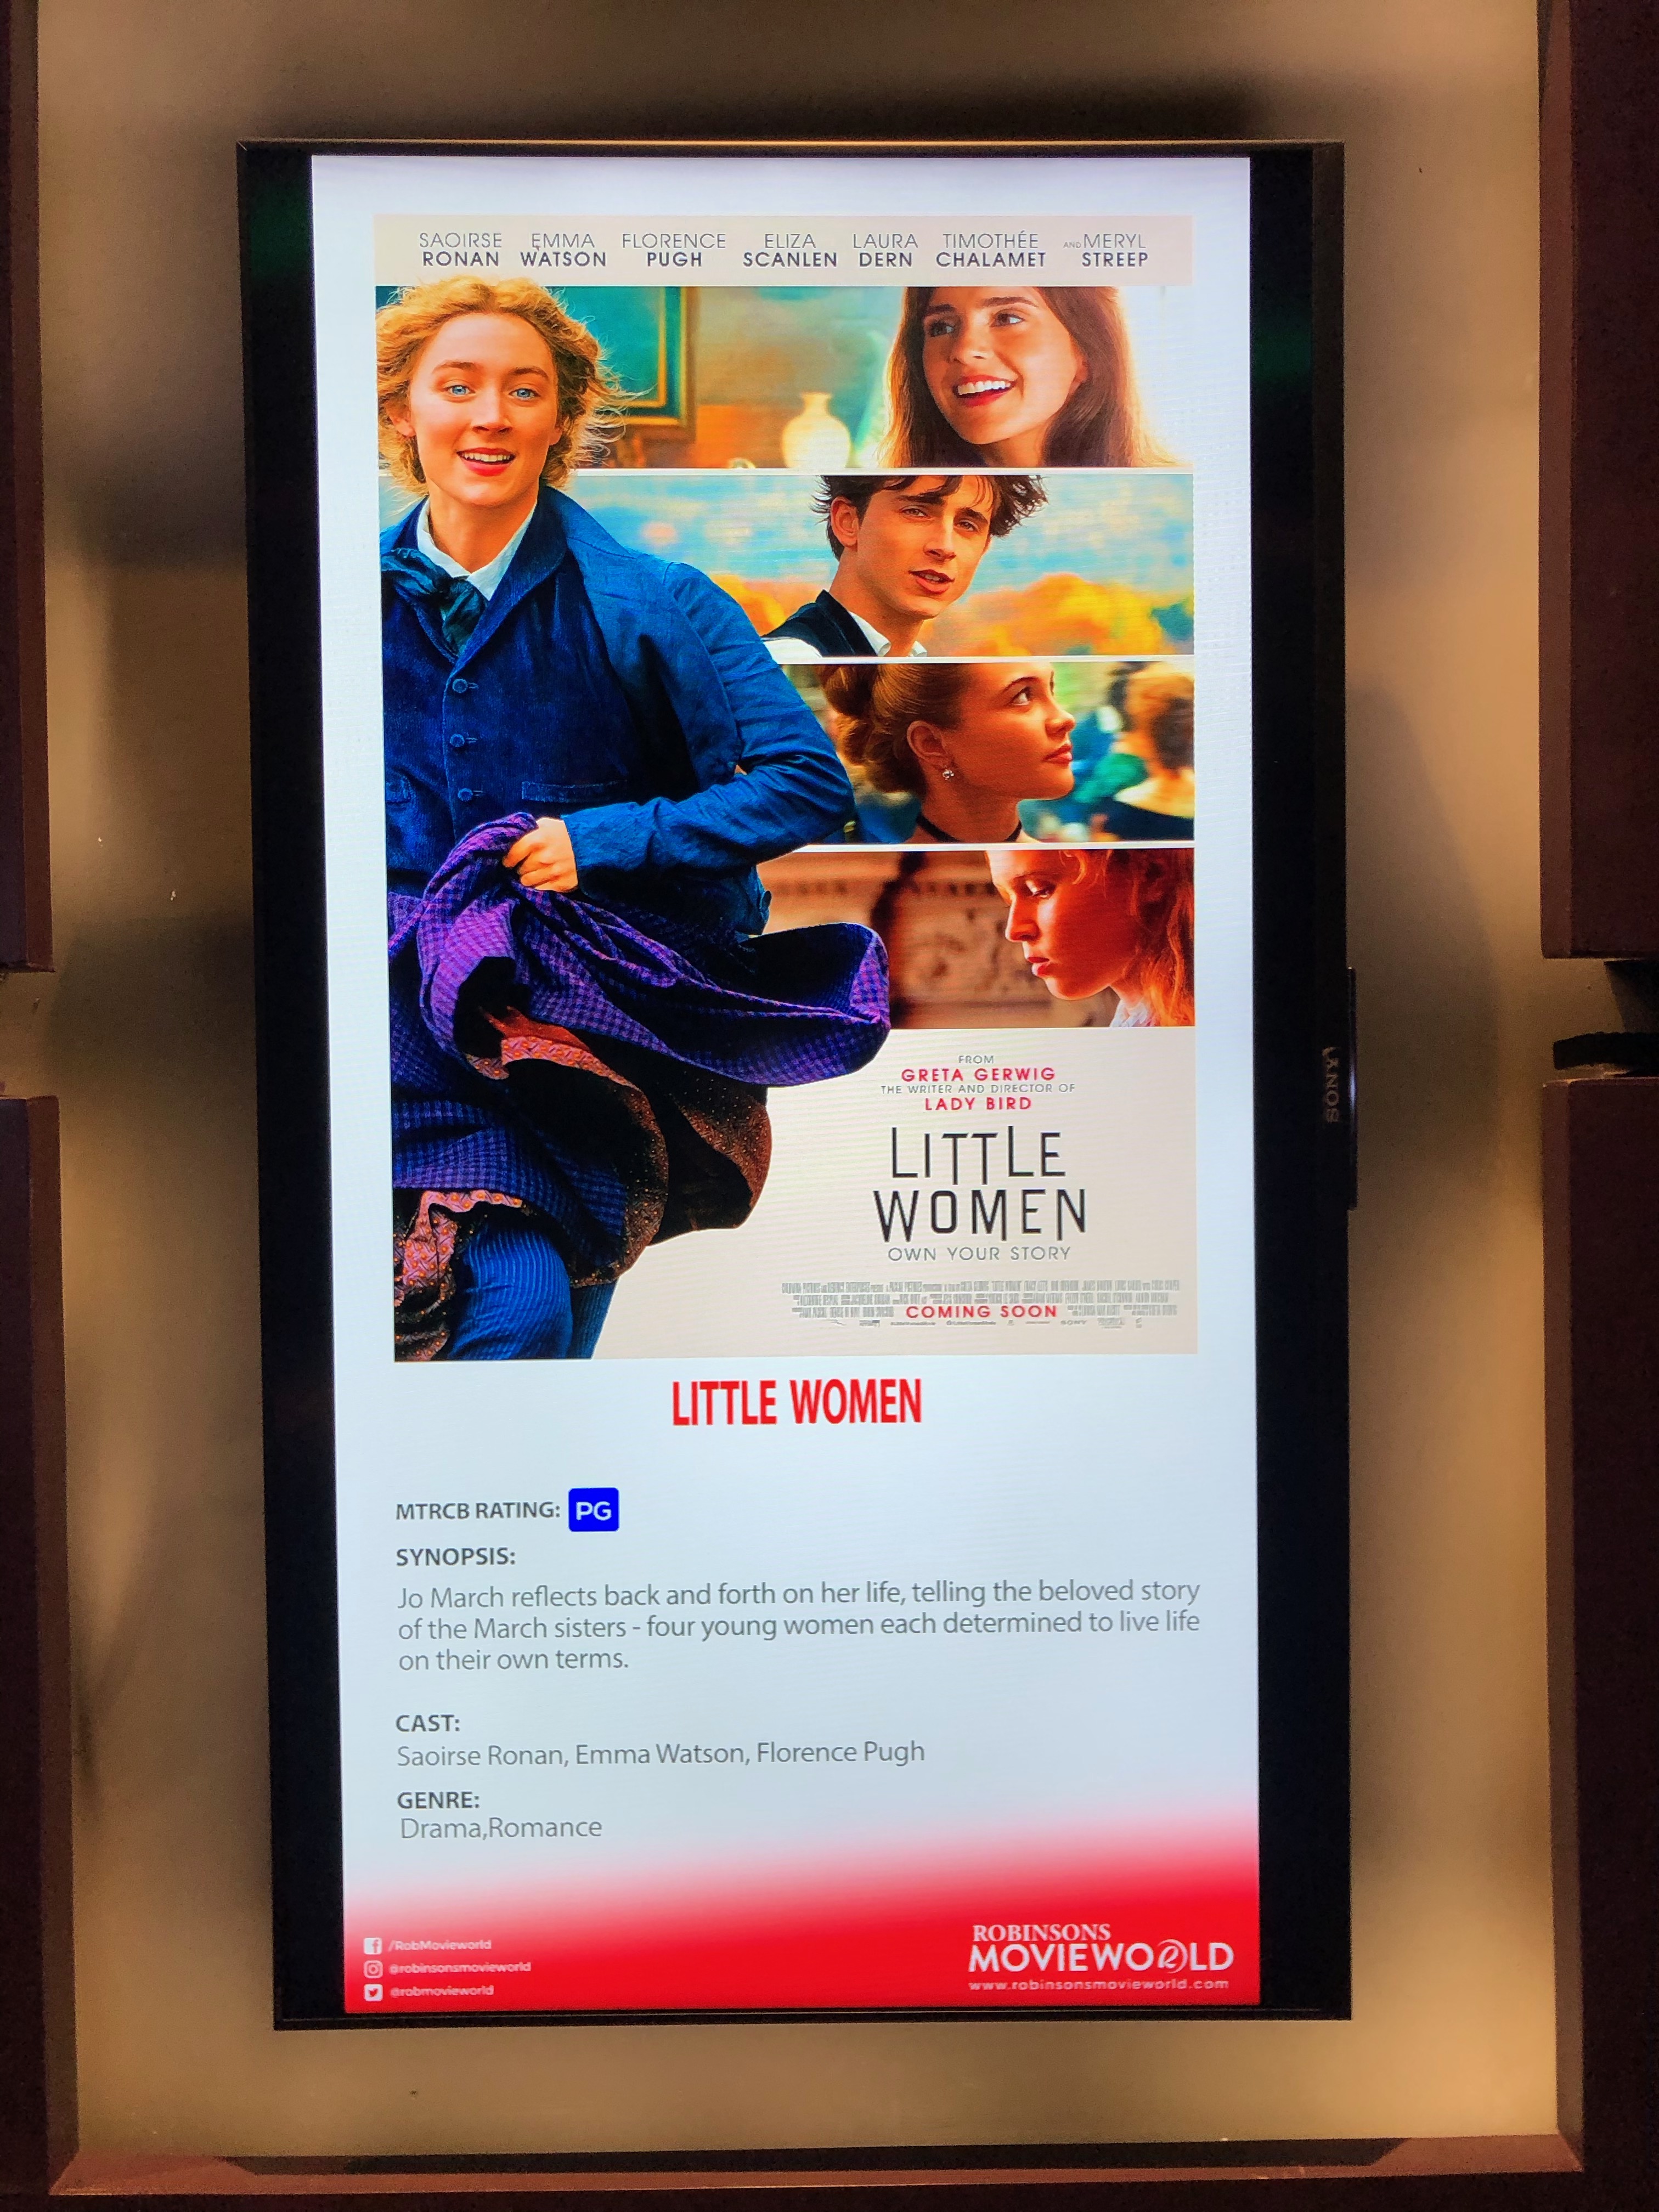 SAOIRSE RONAN EMMA WATSON FLORENCE PUGH ELIZA SCANLEN LAURA DERN TIMOTHÉE CHALAMET AND MERYL STREEP
FROM
GRETA GERWIG
THE WRITER AND DIRECTOR OF
LADY BIRD
LITTLE
WOMEN
OWN YOUR STORY
COMING SOON
SONY
LITTLE WOMEN
MTRCB RATING: PG
SYNOPSIS:
Jo March reflects back and forth on her life, telling the beloved story
of the March sisters - four young women each determined to live life
on their own terms.
CAST:
Saoirse Ronan, Emma Watson, Florence Pugh
GENRE:
Drama,Romance
/RobMovieworld
@robinsonsmovieworld
@robmovieworld
ROBINSONS
MOVIEWORLD
www.robinsonsmovieworld.com
SONY